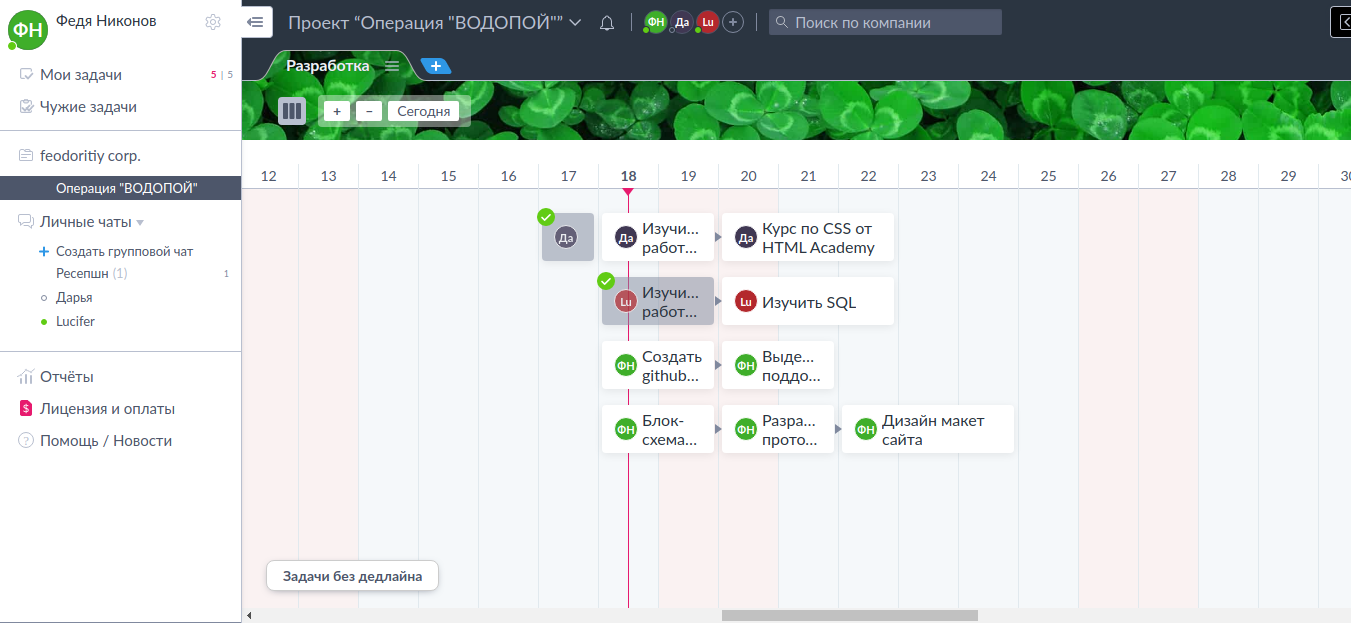 ФН
Федя Никонов
Мои задачи
5 | 5
Чужие задачи
feodoritiy corp.
Операция "ВОДОПОЙ"
Личные чаты
Создать групповой чат
Ресепшн (1)
1
Дарья
Lucifer
Отчёты
$ Лицензия и оплаты
? Помощь / Новости
Проект “Операция "ВОДОПОЙ"”
ФН Да Lu +
Поиск по компании
Разработка
+
+ − Сегодня
12 13 14 15 16 17 18 19 20 21 22 23 24 25 26 27 28 29 30
Да
Да Изучи...
работ...
Да Курс по CSS от
HTML Academy
Lu Изучи...
работ...
Lu Изучить SQL
ФН Создать
github...
ФН Выде...
поддо...
ФН Блок-
схема...
ФН Разра...
прото...
ФН Дизайн макет
сайта
Задачи без дедлайна